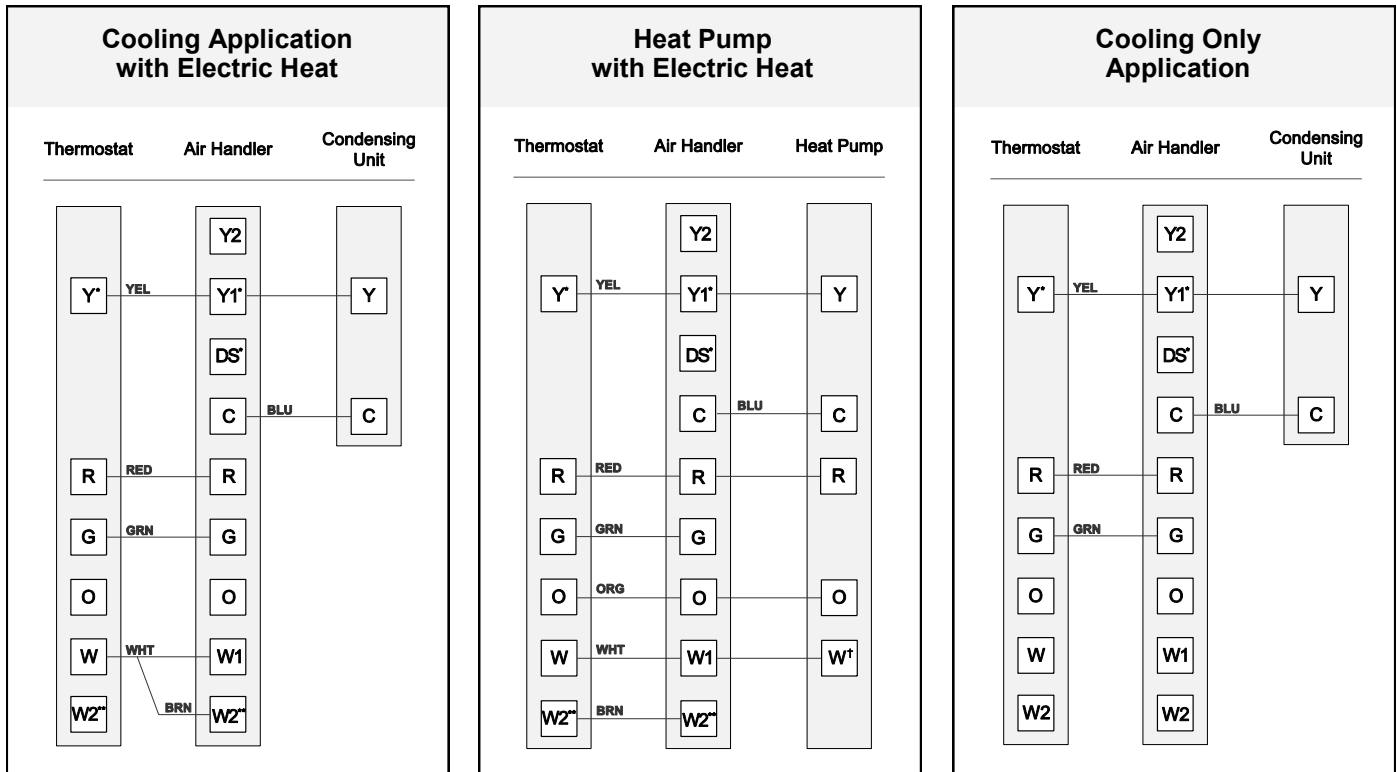 Cooling Application
with Electric Heat
Thermostat
Air Handler
Condensing
Unit
Y2
Y* YEL Y1* Y
DS*
C BLU C
R RED R
G GRN G
O O
W WHT W1
W2** BRN W2**
Heat Pump
with Electric Heat
Thermostat
Air Handler
Heat Pump
Y2
Y* YEL Y1* Y
DS*
C BLU C
R RED R R
G GRN G
O ORG O O
W WHT W1 W†
W2** BRN W2**
Cooling Only
Application
Thermostat
Air Handler
Condensing
Unit
Y2
Y* YEL Y1* Y
DS*
C BLU C
R RED R
G GRN G
O O
W W1
W2 W2